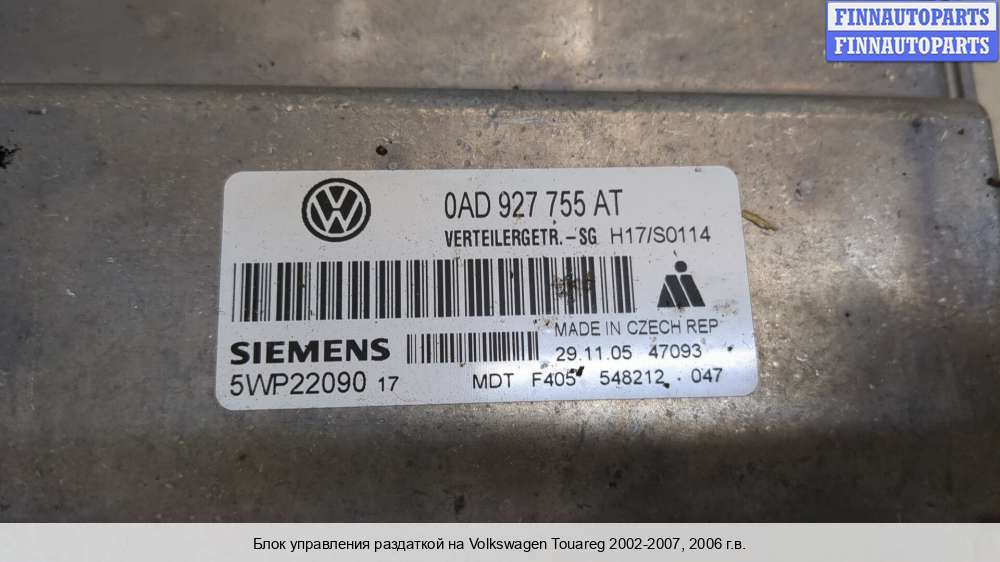 FINNAUTOPARTS
FINNAUTOPARTS
0AD 927 755 AT
VERTEILERGETR.-SG H17/S0114
MADE IN CZECH REP
SIEMENS 29.11.05 47093
5WP22090 17 MDT F405 548212 047
Блок управления раздаткой на Volkswagen Touareg 2002-2007, 2006 г.в.